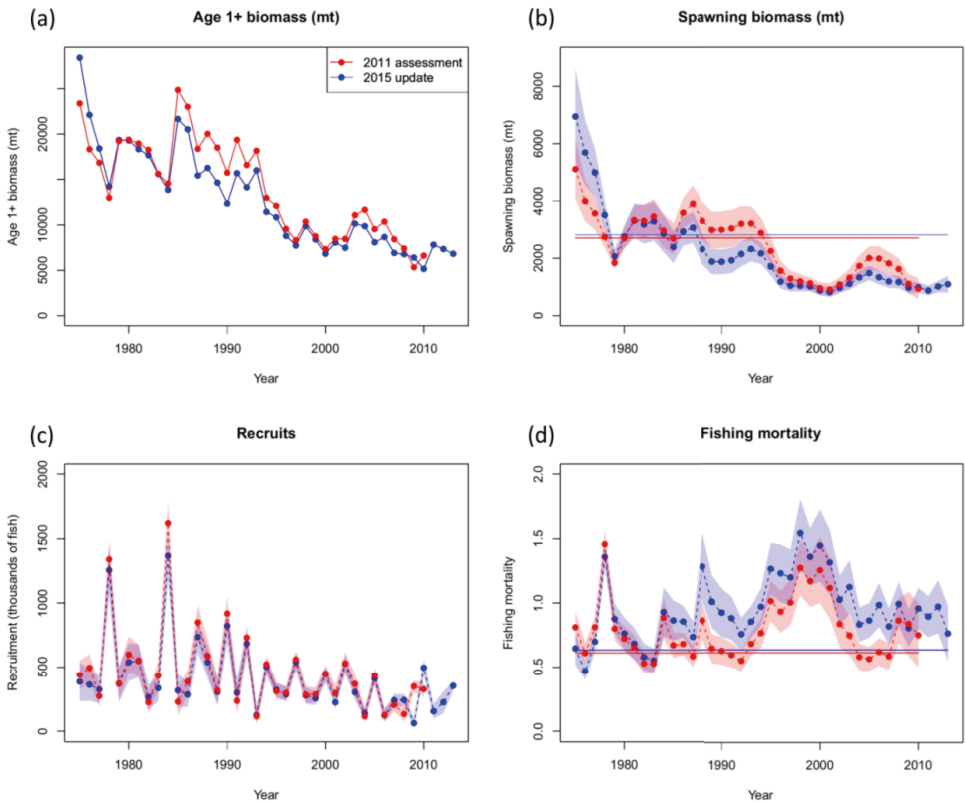 (a)
Age 1+ biomass (mt)
Age 1+ biomass (mt)
0
5000
10000
20000
2011 assessment
2015 update
1980
1990
2000
2010
Year
(b)
Spawning biomass (mt)
Spawning biomass (mt)
0
2000
4000
6000
8000
1980
1990
2000
2010
Year
(c)
Recruits
Recruitment (thousands of fish)
0
500
1000
1500
2000
1980
1990
2000
2010
Year
(d)
Fishing mortality
Fishing mortality
0.0
0.5
1.0
1.5
2.0
1980
1990
2000
2010
Year